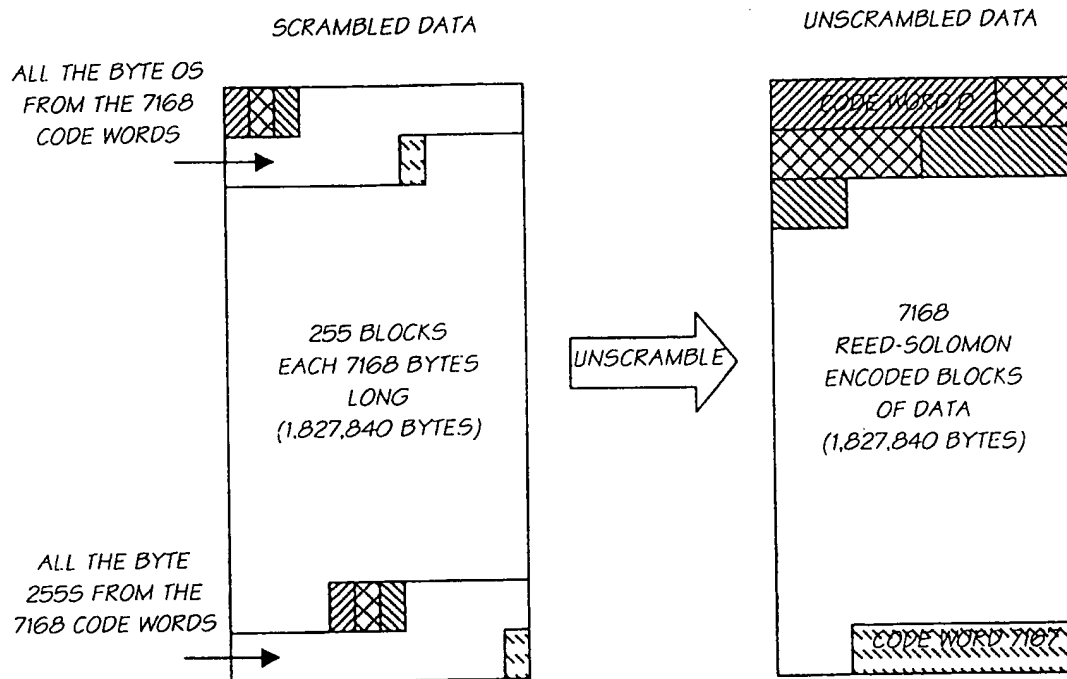 SCRAMBLED DATA
UNSCRAMBLED DATA
ALL THE BYTE OS
FROM THE 7168
CODE WORDS
CODE WORD 0
255 BLOCKS
EACH 7168 BYTES
LONG
(1,827,840 BYTES)
UNSCRAMBLE
7168
REED-SOLOMON
ENCODED BLOCKS
OF DATA
(1,827,840 BYTES)
ALL THE BYTE
255S FROM THE
7168 CODE WORDS
CODE WORD 7167